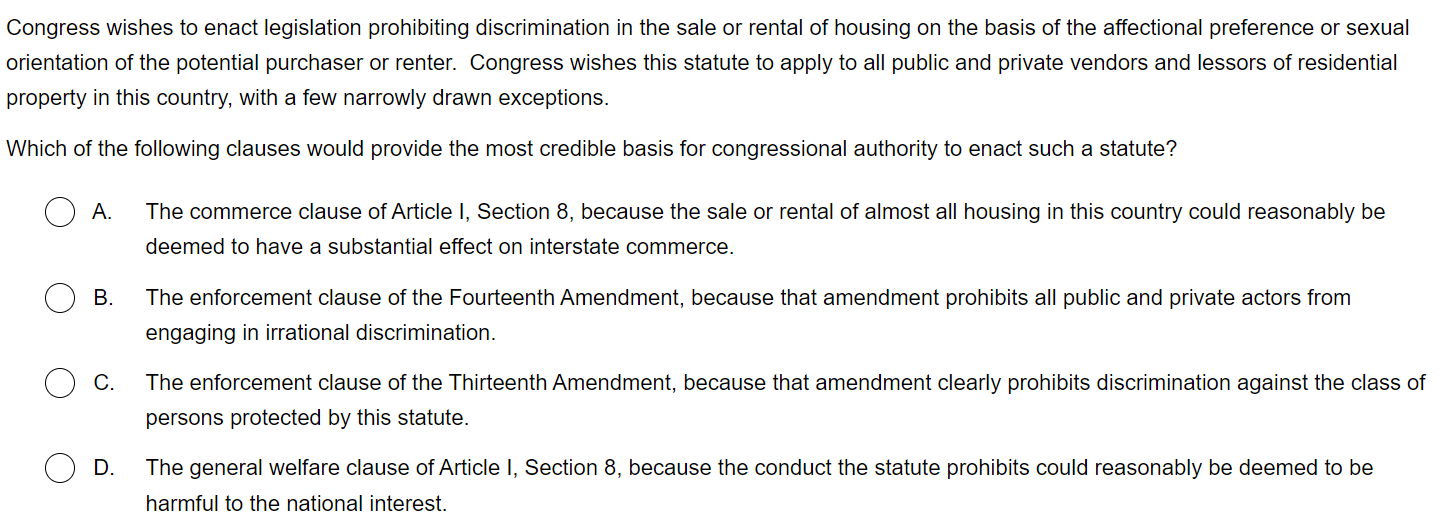 Congress wishes to enact legislation prohibiting discrimination in the sale or rental of housing on the basis of the affectional preference or sexual
orientation of the potential purchaser or renter.  Congress wishes this statute to apply to all public and private vendors and lessors of residential
property in this country, with a few narrowly drawn exceptions.
Which of the following clauses would provide the most credible basis for congressional authority to enact such a statute?
A. The commerce clause of Article I, Section 8, because the sale or rental of almost all housing in this country could reasonably be
deemed to have a substantial effect on interstate commerce.
B. The enforcement clause of the Fourteenth Amendment, because that amendment prohibits all public and private actors from
engaging in irrational discrimination.
C. The enforcement clause of the Thirteenth Amendment, because that amendment clearly prohibits discrimination against the class of
persons protected by this statute.
D. The general welfare clause of Article I, Section 8, because the conduct the statute prohibits could reasonably be deemed to be
harmful to the national interest.